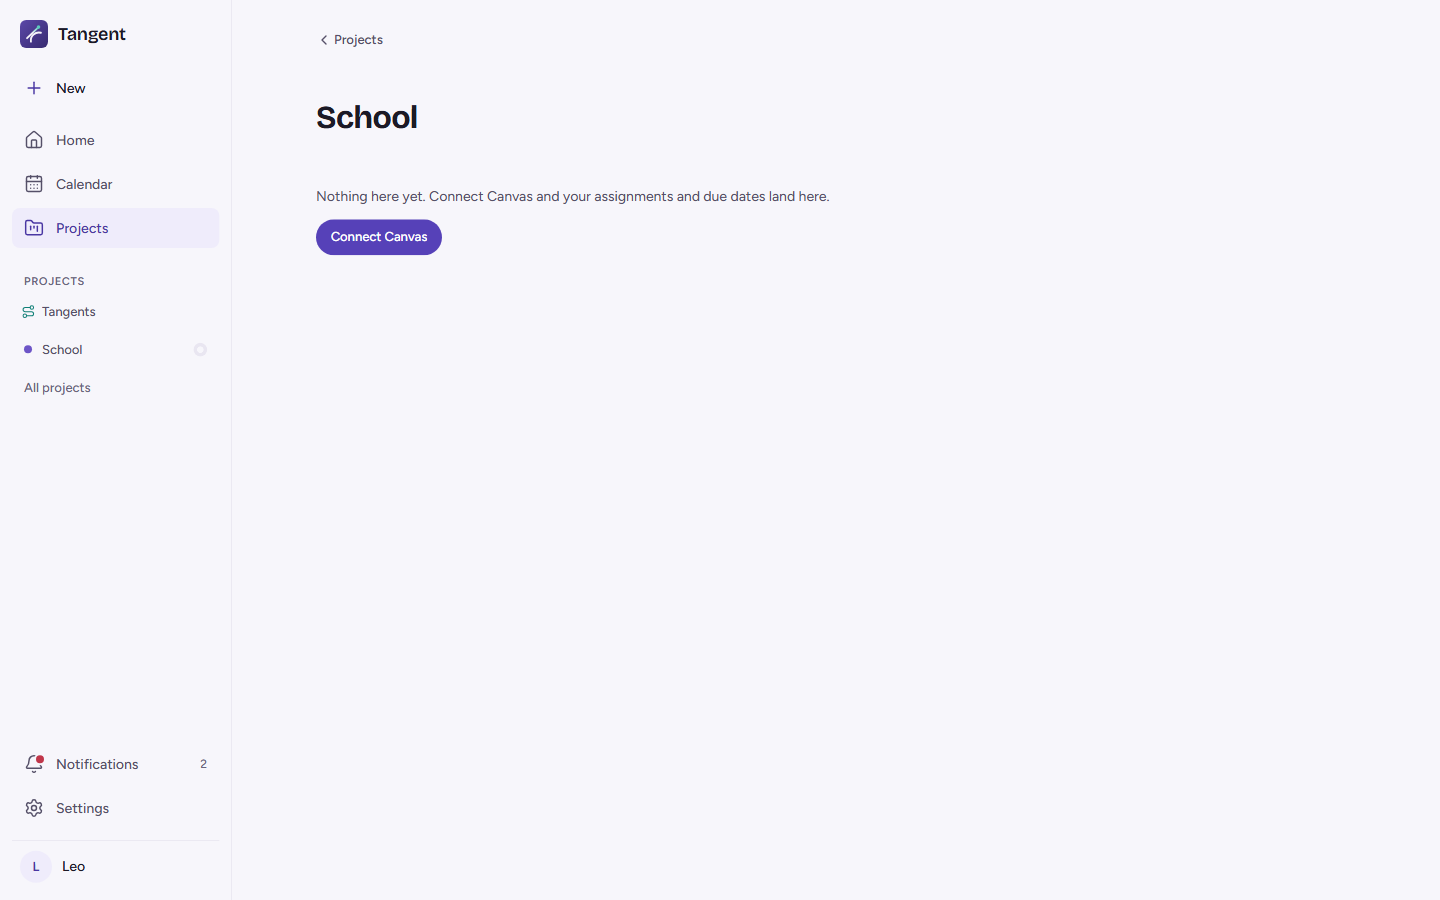 Tangent
New
Home
Calendar
Projects
PROJECTS
Tangents
School
All projects
Notifications 2
Settings
L Leo
Projects
School
Nothing here yet. Connect Canvas and your assignments and due dates land here.
Connect Canvas